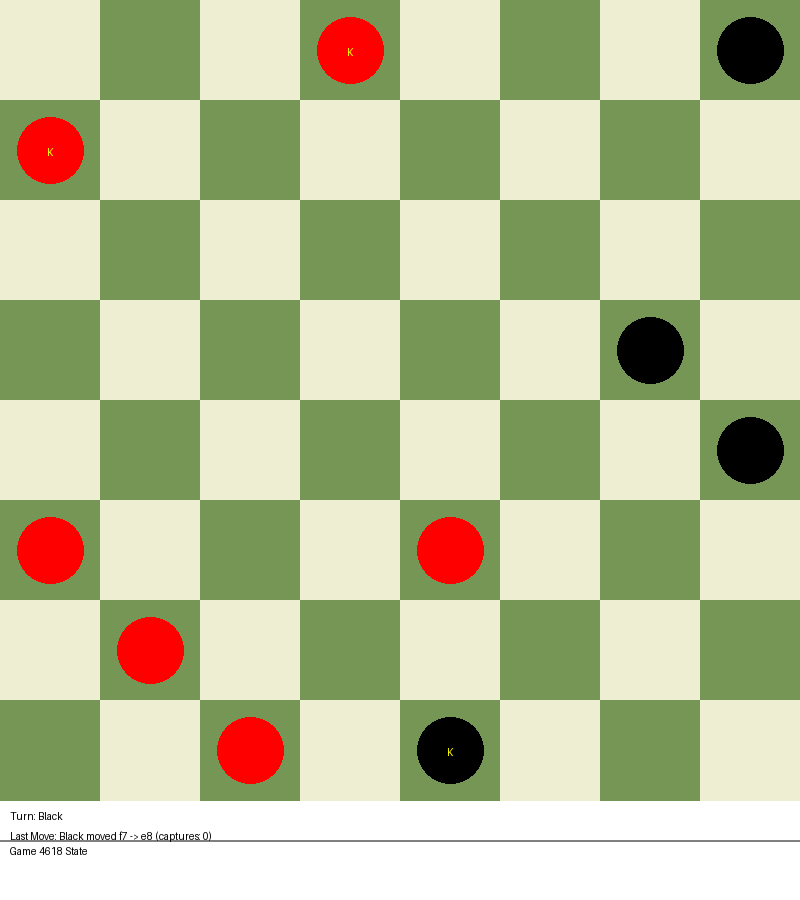 K
K
K
Turn: Black
Last Move: Black moved f7 -> e8 (captures: 0)
Game 4618 State